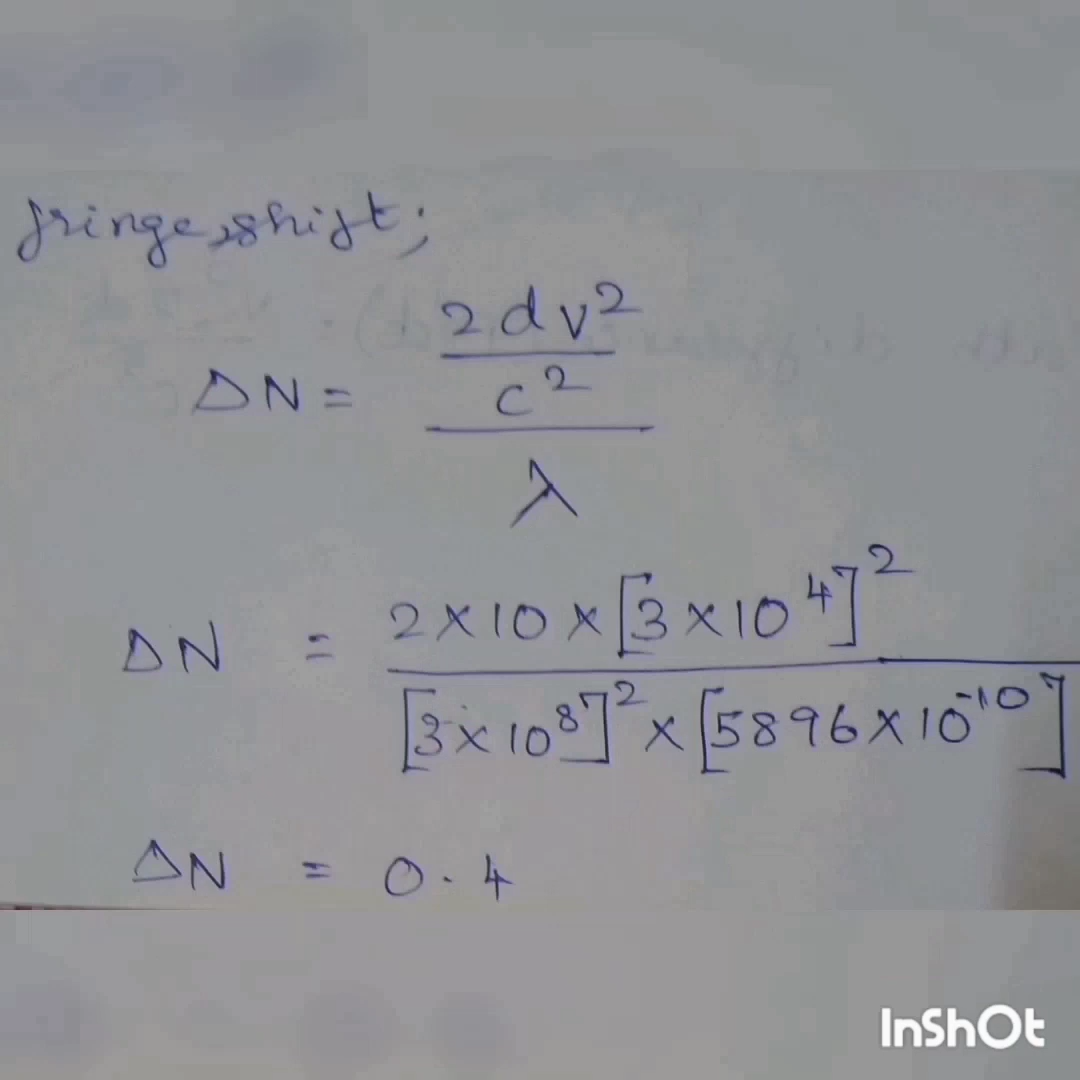 fringe shift;
ΔN = 2dv² / c² / λ
ΔN = 2×10×[3×10⁴]² / [3×10⁸]²×[5896×10⁻¹⁰]
ΔN = 0.4
InShOt